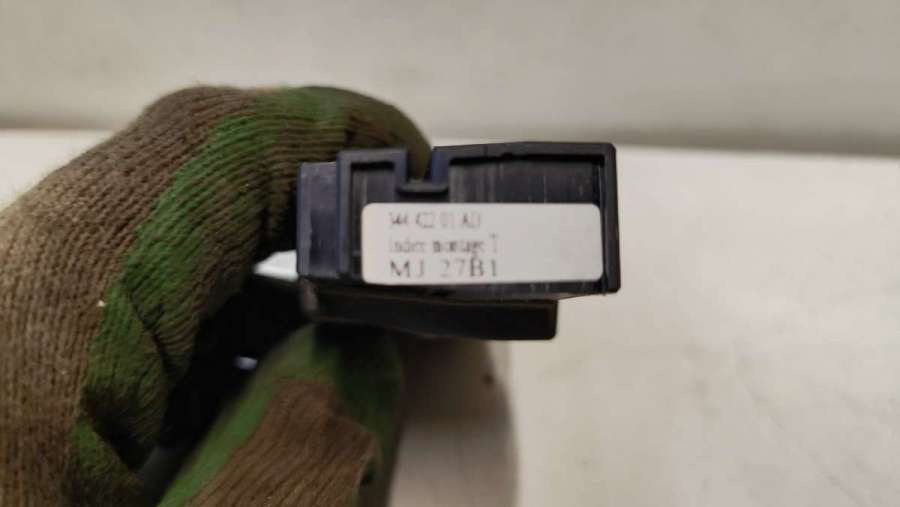 344 422 01 AD
index montage T
MJ 27B1